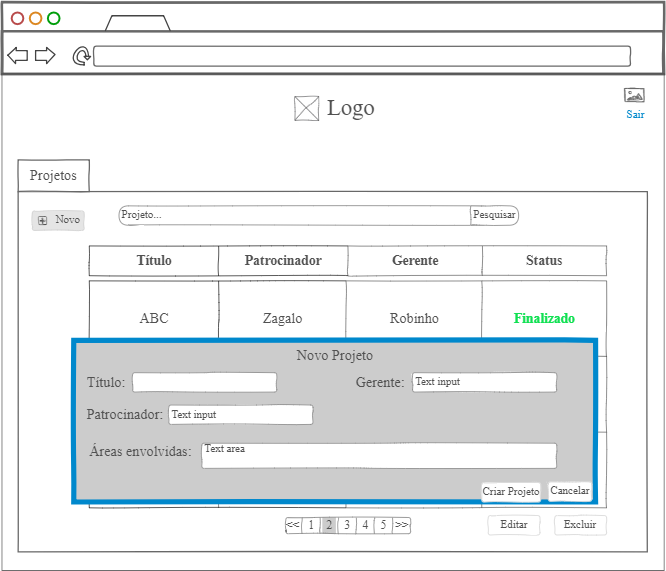 Logo
Sair
Projetos
Novo
Projeto... Pesquisar
Título Patrocinador Gerente Status
ABC Zagalo Robinho Finalizado
Novo Projeto
Título: Gerente: Text input
Patrocinador: Text input
Áreas envolvidas: Text area
Criar Projeto Cancelar
<< 1 2 3 4 5 >> Editar Excluir